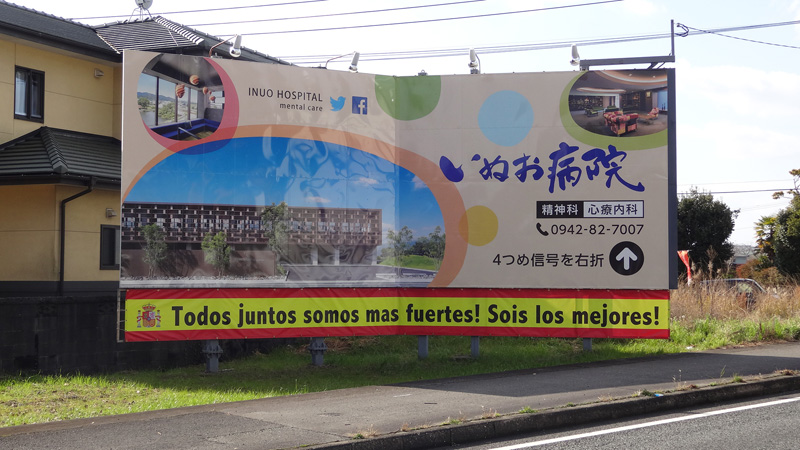 INUO HOSPITAL
mental care
いぬお病院
精神科 心療内科
0942-82-7007
4つめ信号を右折
Todos juntos somos mas fuertes! Sois los mejores!